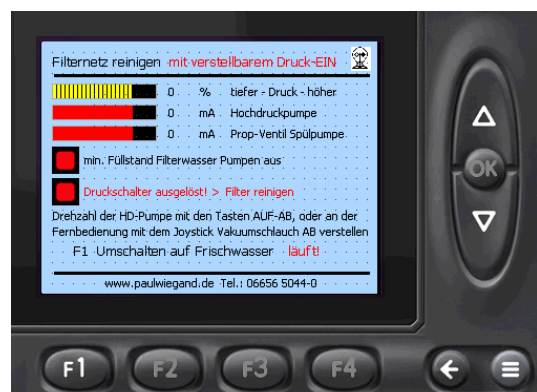 Filternetz reinigen mit verstellbarem Druck-EIN
0 % tiefer - Druck - höher
0 mA Hochdruckpumpe
0 mA Prop-Ventil Spülpumpe
min. Füllstand Filterwasser Pumpen aus
Druckschalter ausgelöst! > Filter reinigen
Drehzahl der HD-Pumpe mit den Tasten AUF-AB, oder an der
Fernbedienung mit dem Joystick Vakuumschlauch AB verstellen
F1 Umschalten auf Frischwasser läuft!
www.paulwiegand.de Tel.: 06656 5044-0
OK
F1 F2 F3 F4